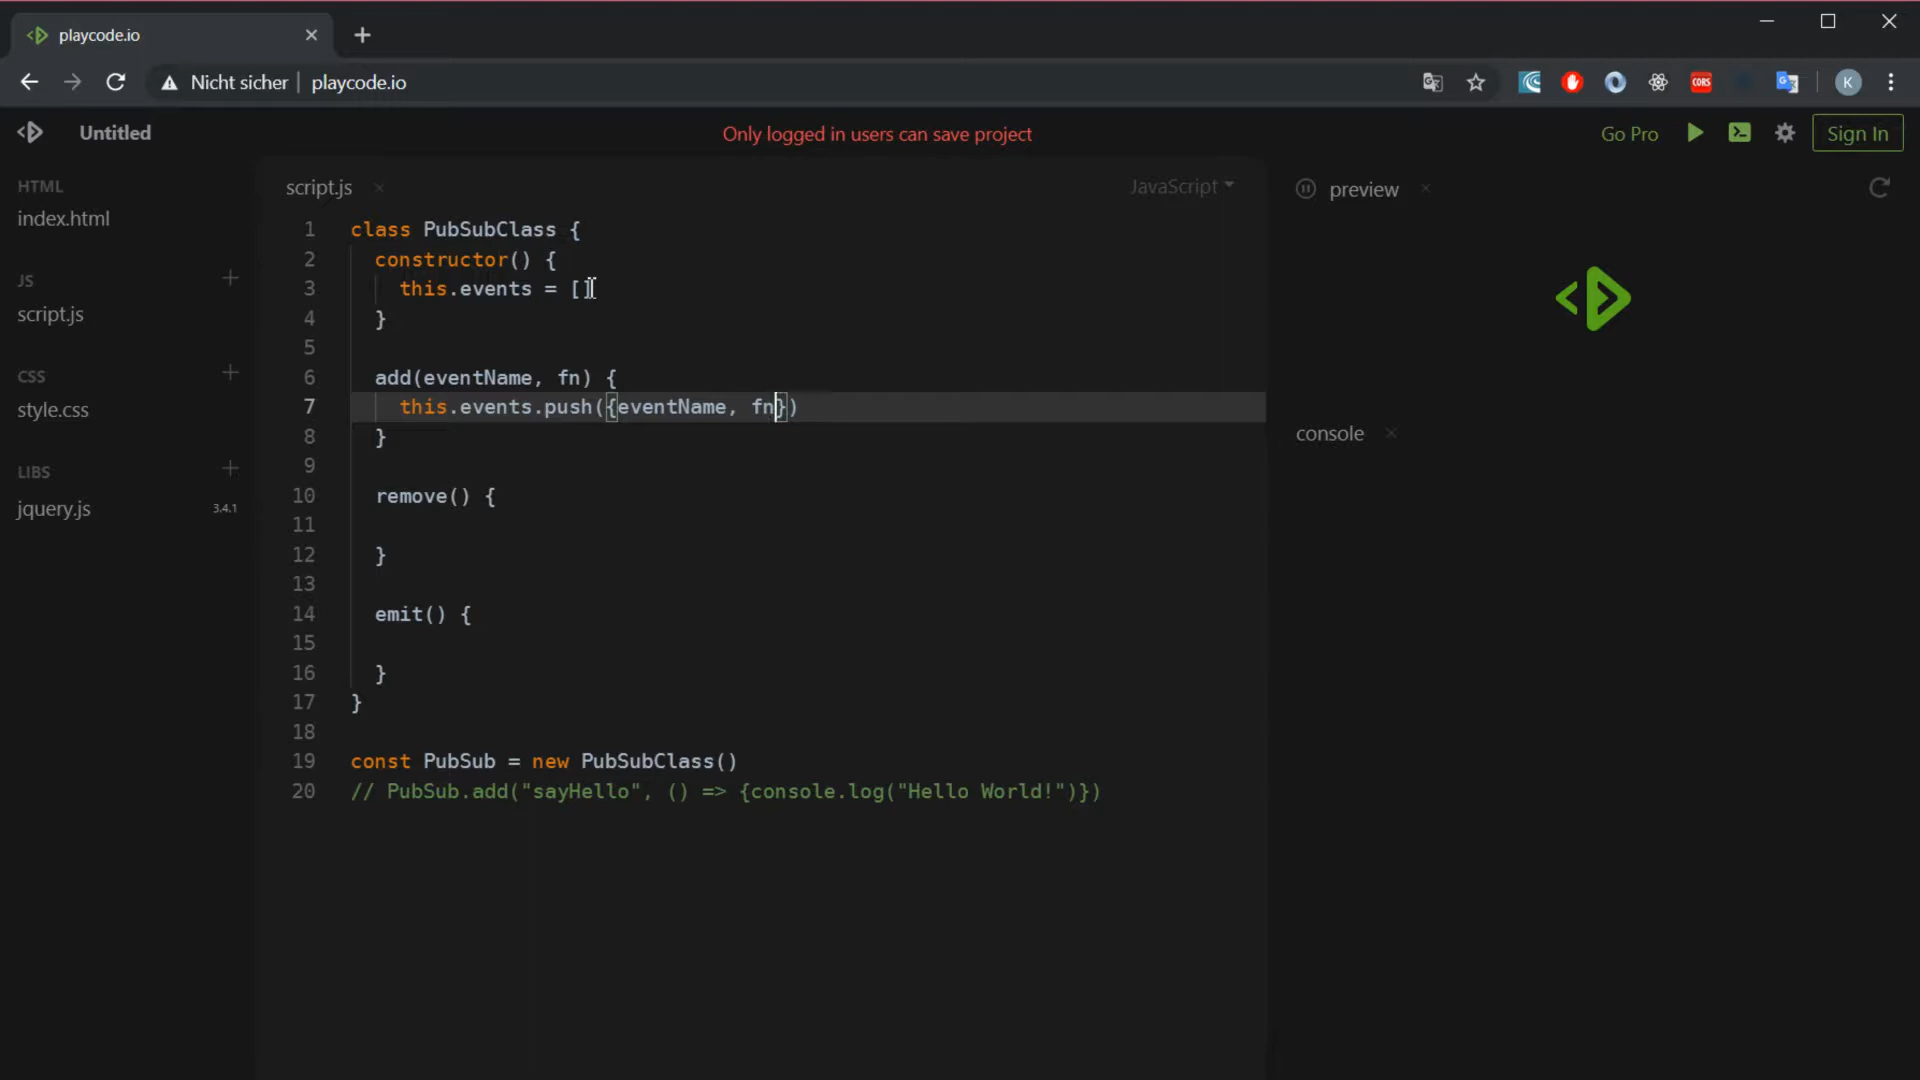 playcode.io
Nicht sicher | playcode.io
CORS
K
Untitled
Only logged in users can save project
Go Pro
Sign In
HTML
index.html
JS
script.js
CSS
style.css
LIBS
jquery.js 3.4.1
script.js
JavaScript
1 class PubSubClass {
2 constructor() {
3 this.events = []
4 }
5
6 add(eventName, fn) {
7 this.events.push({eventName, fn})
8 }
9
10 remove() {
11
12 }
13
14 emit() {
15
16 }
17 }
18
19 const PubSub = new PubSubClass()
20 // PubSub.add("sayHello", () => {console.log("Hello World!")})
preview
console